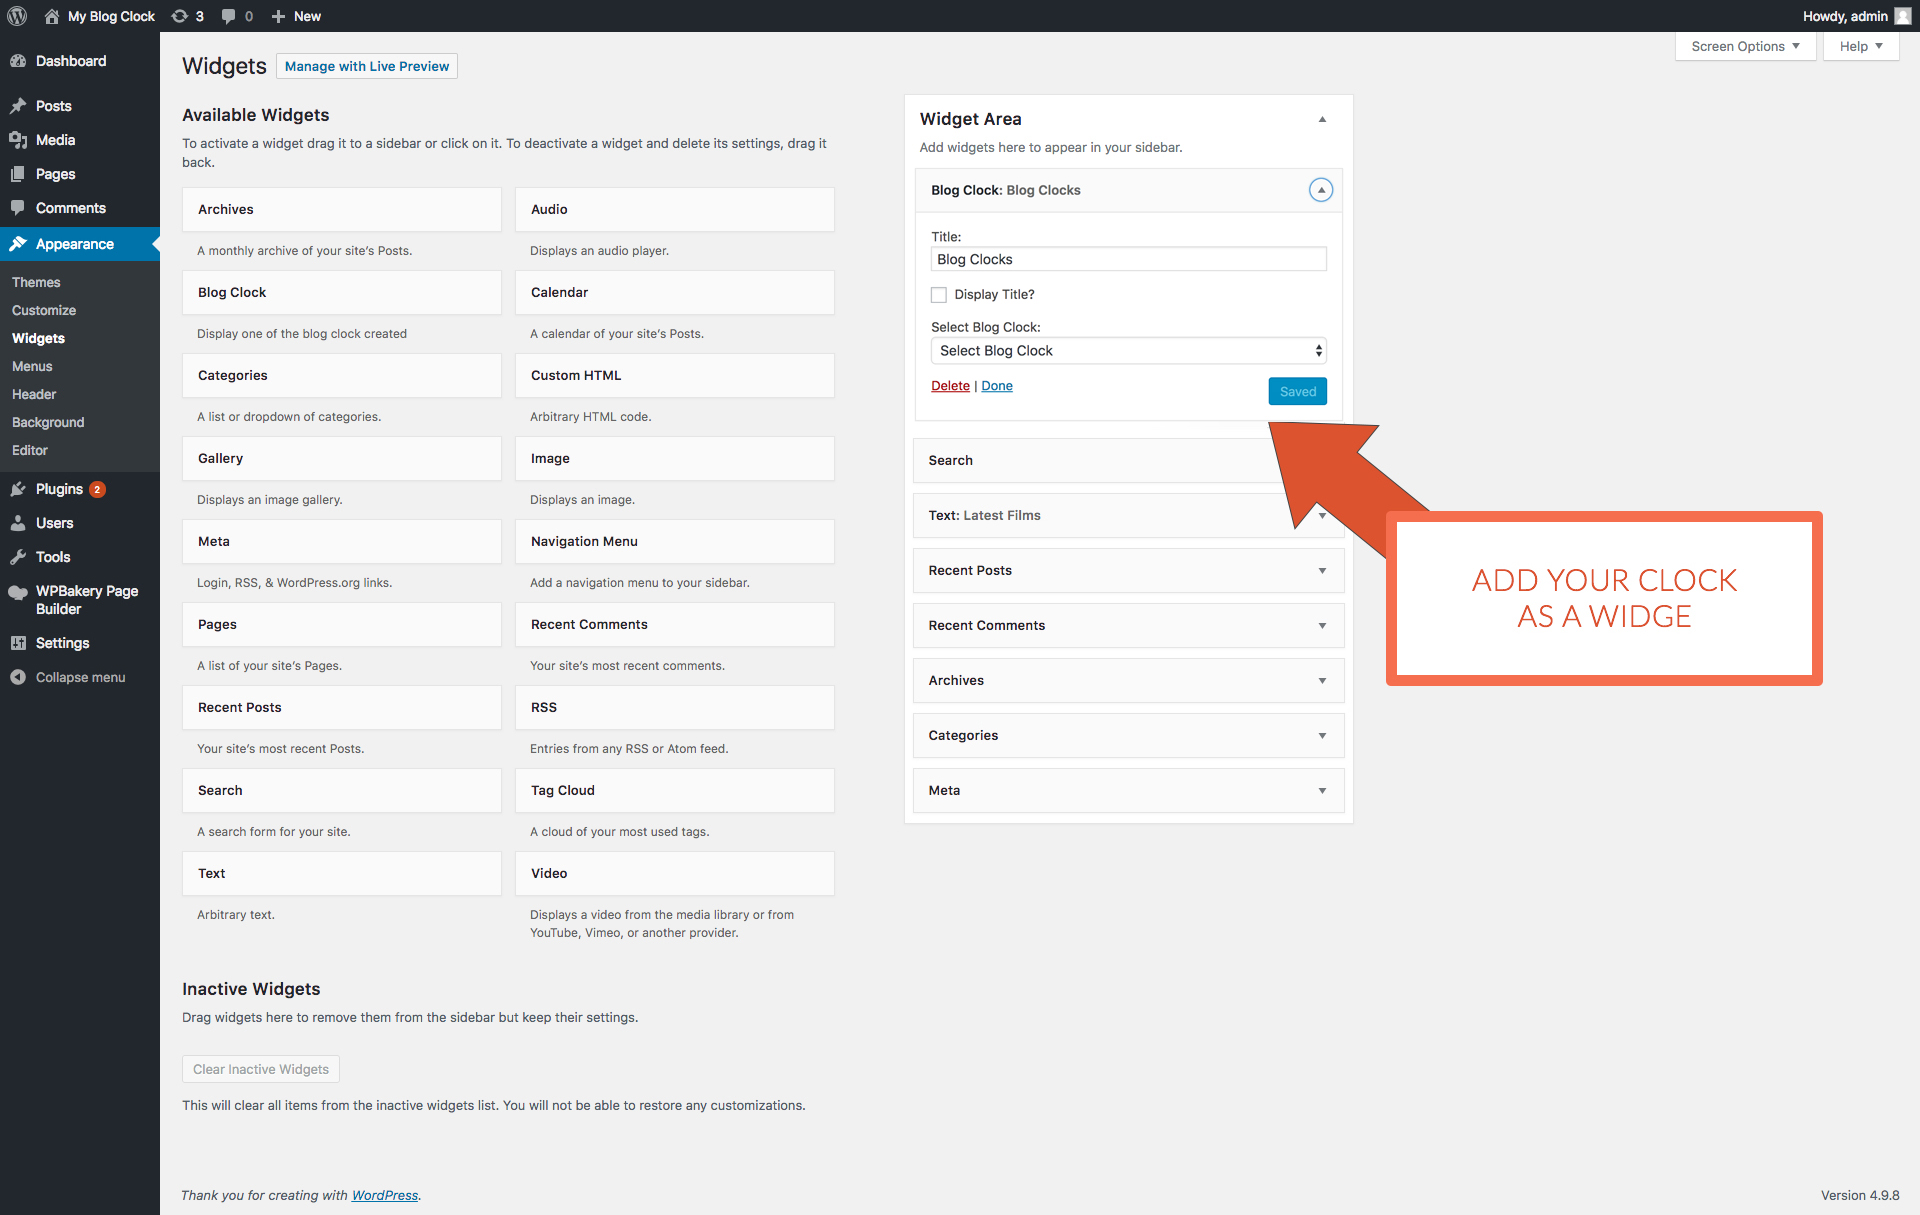 My Blog Clock 3 0 New Howdy, admin
Screen Options Help
Dashboard
Posts
Media
Pages
Comments
Appearance
Themes
Customize
Widgets
Menus
Header
Background
Editor
Plugins 2
Users
Tools
WPBakery Page
Builder
Settings
Collapse menu
Widgets Manage with Live Preview
Available Widgets
To activate a widget drag it to a sidebar or click on it. To deactivate a widget and delete its settings, drag it
back.
Archives Audio
A monthly archive of your site's Posts. Displays an audio player.
Blog Clock Calendar
Display one of the blog clock created A calendar of your site's Posts.
Categories Custom HTML
A list or dropdown of categories. Arbitrary HTML code.
Gallery Image
Displays an image gallery. Displays an image.
Meta Navigation Menu
Login, RSS, & WordPress.org links. Add a navigation menu to your sidebar.
Pages Recent Comments
A list of your site's Pages. Your site's most recent comments.
Recent Posts RSS
Your site's most recent Posts. Entries from any RSS or Atom feed.
Search Tag Cloud
A search form for your site. A cloud of your most used tags.
Text Video
Arbitrary text. Displays a video from the media library or from
YouTube, Vimeo, or another provider.
Inactive Widgets
Drag widgets here to remove them from the sidebar but keep their settings.
Clear Inactive Widgets
This will clear all items from the inactive widgets list. You will not be able to restore any customizations.
Widget Area
Add widgets here to appear in your sidebar.
Blog Clock: Blog Clocks
Title:
Blog Clocks
Display Title?
Select Blog Clock:
Select Blog Clock
Delete | Done Saved
Search
Text: Latest Films
Recent Posts
Recent Comments
Archives
Categories
Meta
ADD YOUR CLOCK
AS A WIDGE
Thank you for creating with WordPress. Version 4.9.8